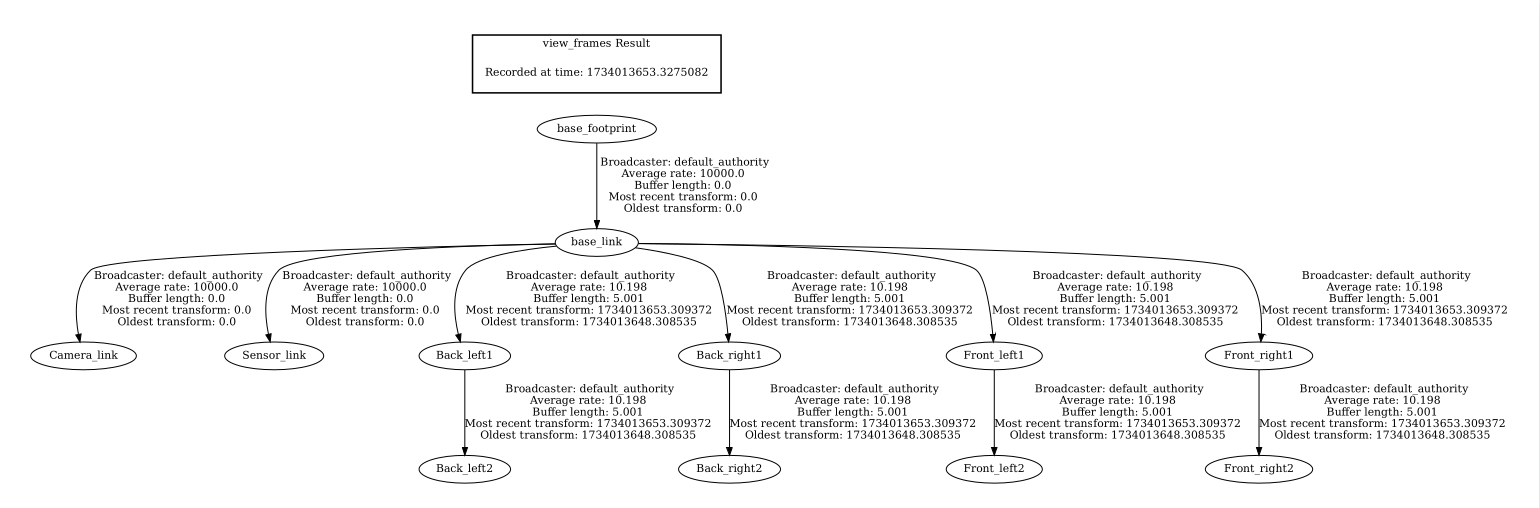 view_frames Result
Recorded at time: 1734013653.3275082
base_footprint
Broadcaster: default_authority
Average rate: 10000.0
Buffer length: 0.0
Most recent transform: 0.0
Oldest transform: 0.0
base_link
Broadcaster: default_authority
Average rate: 10000.0
Buffer length: 0.0
Most recent transform: 0.0
Oldest transform: 0.0
Broadcaster: default_authority
Average rate: 10000.0
Buffer length: 0.0
Most recent transform: 0.0
Oldest transform: 0.0
Broadcaster: default_authority
Average rate: 10.198
Buffer length: 5.001
Most recent transform: 1734013653.309372
Oldest transform: 1734013648.308535
Broadcaster: default_authority
Average rate: 10.198
Buffer length: 5.001
Most recent transform: 1734013653.309372
Oldest transform: 1734013648.308535
Broadcaster: default_authority
Average rate: 10.198
Buffer length: 5.001
Most recent transform: 1734013653.309372
Oldest transform: 1734013648.308535
Broadcaster: default_authority
Average rate: 10.198
Buffer length: 5.001
Most recent transform: 1734013653.309372
Oldest transform: 1734013648.308535
Camera_link
Sensor_link
Back_left1
Back_right1
Front_left1
Front_right1
Broadcaster: default_authority
Average rate: 10.198
Buffer length: 5.001
Most recent transform: 1734013653.309372
Oldest transform: 1734013648.308535
Broadcaster: default_authority
Average rate: 10.198
Buffer length: 5.001
Most recent transform: 1734013653.309372
Oldest transform: 1734013648.308535
Broadcaster: default_authority
Average rate: 10.198
Buffer length: 5.001
Most recent transform: 1734013653.309372
Oldest transform: 1734013648.308535
Broadcaster: default_authority
Average rate: 10.198
Buffer length: 5.001
Most recent transform: 1734013653.309372
Oldest transform: 1734013648.308535
Back_left2
Back_right2
Front_left2
Front_right2